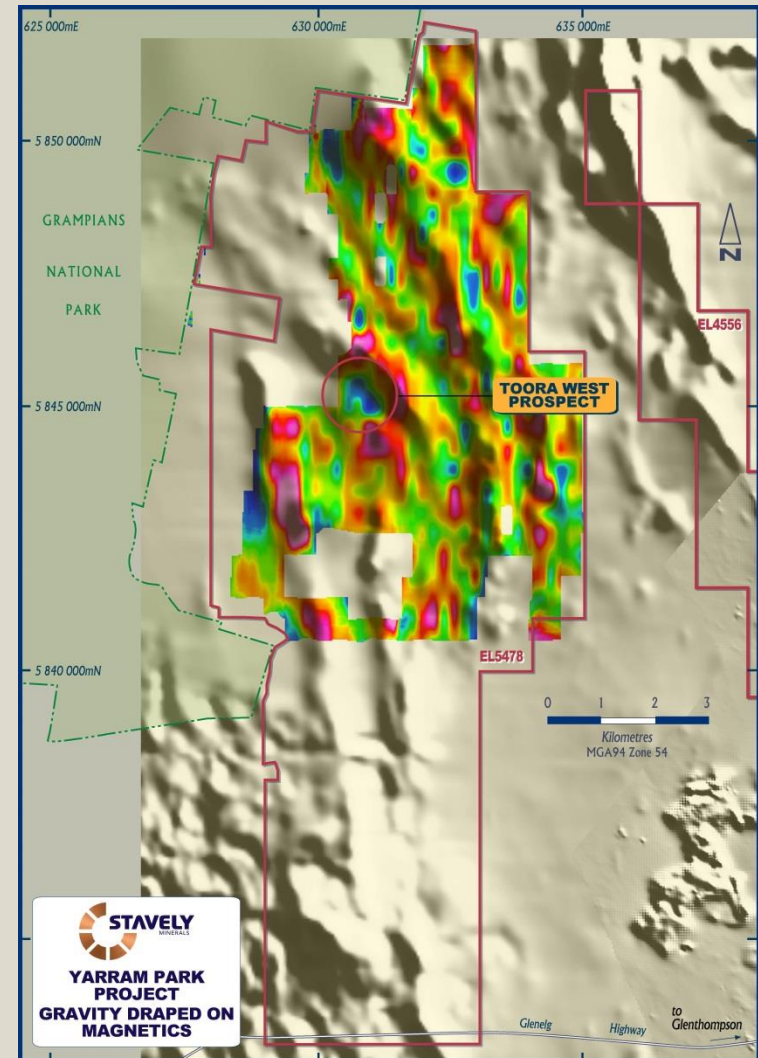 625 000mE
630 000mE
635 000mE
5 850 000mN
GRAMPIANS
NATIONAL
PARK
N
EL4556
5 845 000mN
TOORA WEST
PROSPECT
5 840 000mN
EL5478
0 1 2 3
Kilometres
MGA94 Zone 54
STAVELY
MINERALS
YARRAM PARK
PROJECT
GRAVITY DRAPED ON
MAGNETICS
Glenelg Highway
to
Glenthompson